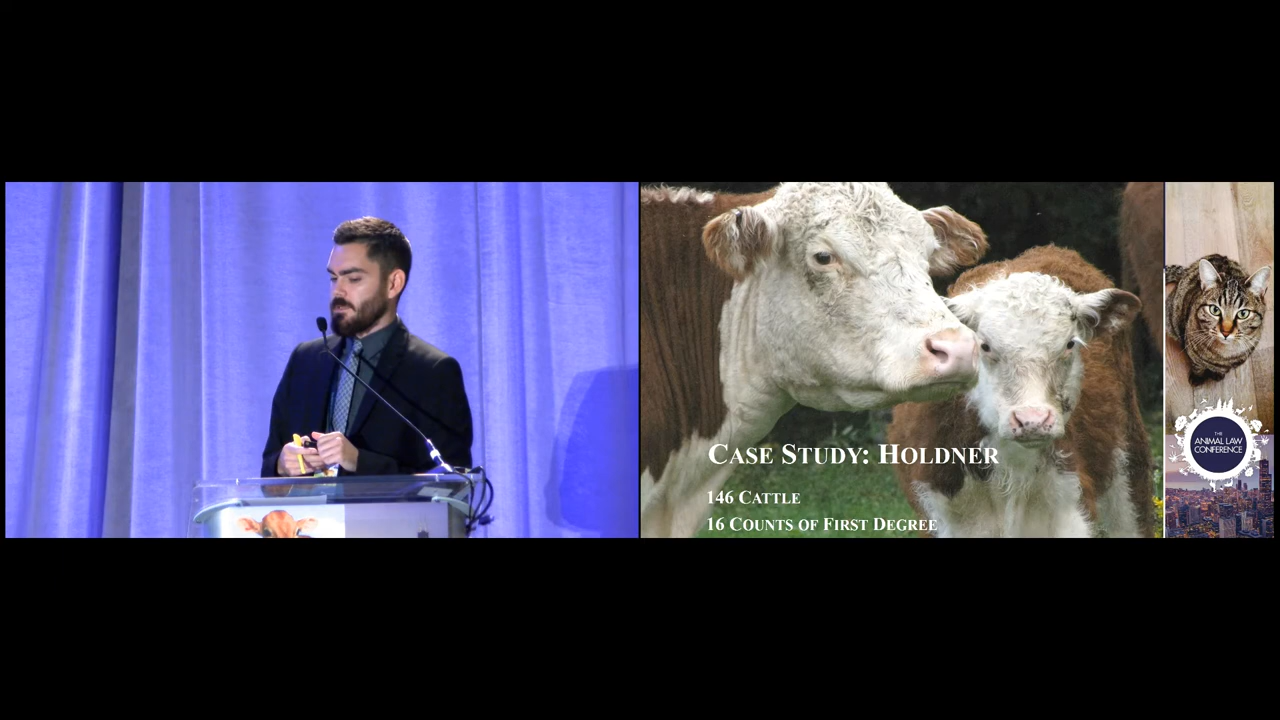 CASE STUDY: HOLDNER
146 CATTLE
16 COUNTS OF FIRST DEGREE
THE
ANIMAL LAW
CONFERENCE